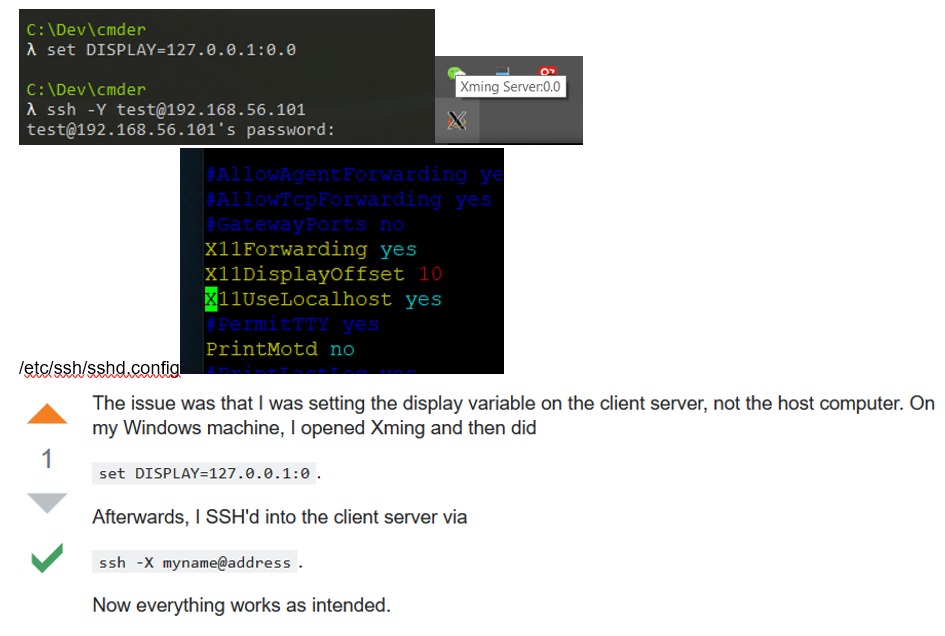 C:\Dev\cmder
λ set DISPLAY=127.0.0.1:0.0
C:\Dev\cmder
λ ssh -Y test@192.168.56.101
test@192.168.56.101's password:
Xming Server:0.0
#AllowAgentForwarding ye
#AllowTcpForwarding yes
#GatewayPorts no
X11Forwarding yes
X11DisplayOffset 10
X11UseLocalhost yes
#PermitTTY yes
PrintMotd no
#PrintLastLog yes
/etc/ssh/sshd.config
The issue was that I was setting the display variable on the client server, not the host computer. On
my Windows machine, I opened Xming and then did
1
set DISPLAY=127.0.0.1:0 .
Afterwards, I SSH'd into the client server via
ssh -X myname@address .
Now everything works as intended.